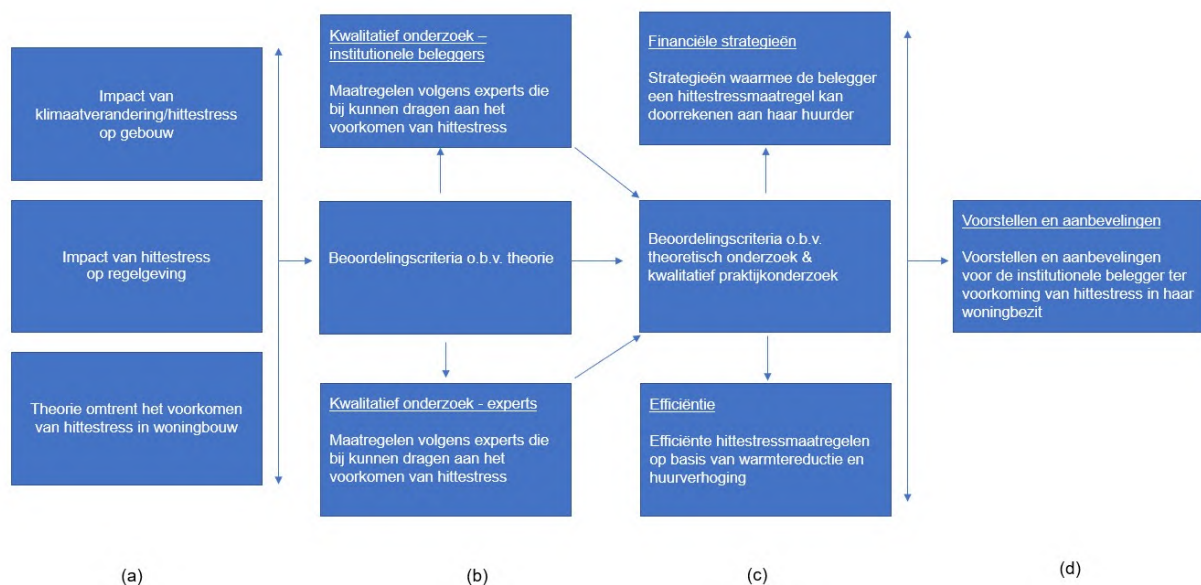 Impact van
klimaatverandering/hittestress
op gebouw
Impact van hittestress
op regelgeving
Theorie omtrent het voorkomen
van hittestress in woningbouw
(a)
Kwalitatief onderzoek –
institutionele beleggers
Maatregelen volgens experts die
bij kunnen dragen aan het
voorkomen van hittestress
Beoordelingscriteria o.b.v. theorie
Kwalitatief onderzoek - experts
Maatregelen volgens experts die
bij kunnen dragen aan het
voorkomen van hittestress
(b)
Financiële strategieën
Strategieën waarmee de belegger
een hittestressmaatregel kan
doorrekenen aan haar huurder
Beoordelingscriteria o.b.v.
theoretisch onderzoek &
kwalitatief praktijkonderzoek
Efficiëntie
Efficiënte hittestressmaatregelen
op basis van warmtereductie en
huurverhoging
(c)
Voorstellen en aanbevelingen
Voorstellen en aanbevelingen
voor de institutionele belegger ter
voorkoming van hittestress in haar
woningbezit
(d)